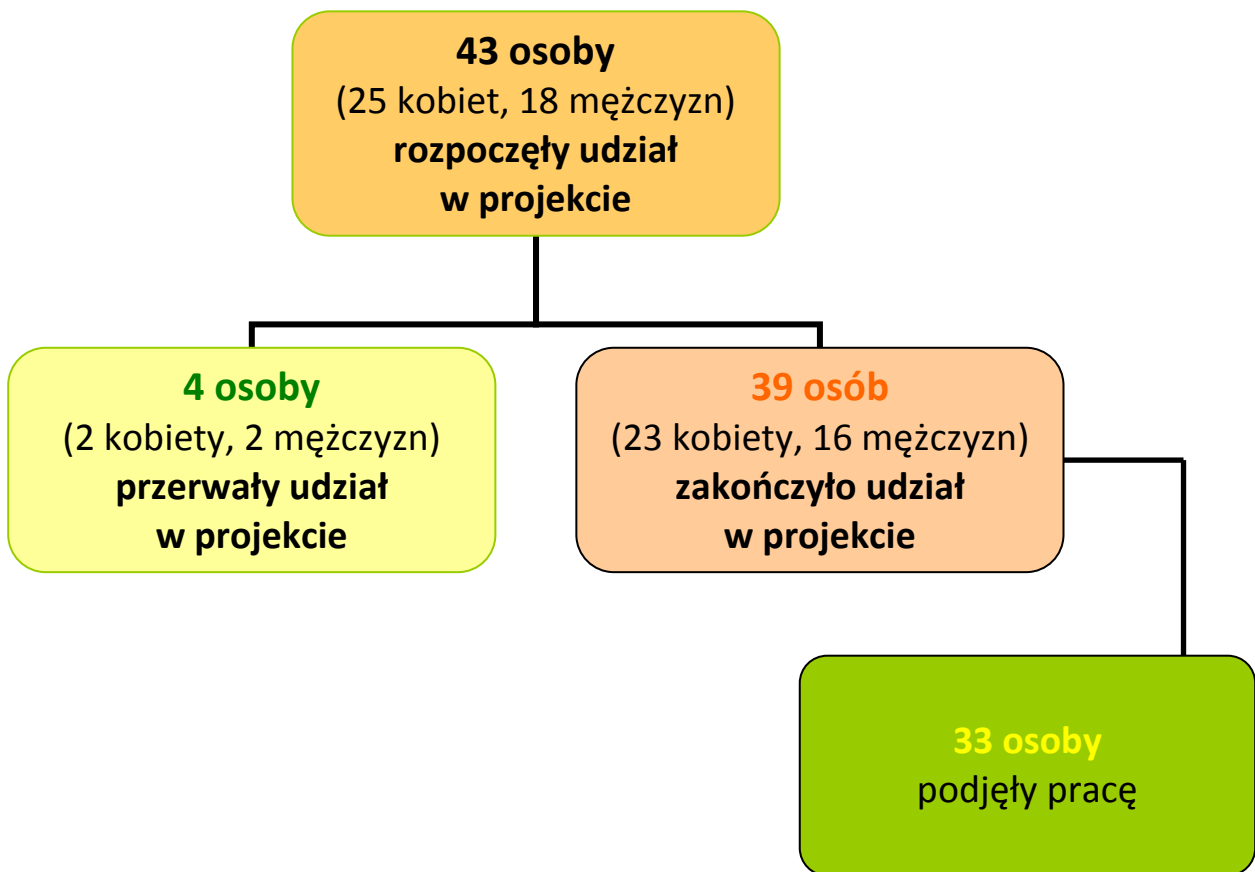 43 osoby
(25 kobiet, 18 mężczyzn)
rozpoczęły udział
w projekcie
4 osoby
(2 kobiety, 2 mężczyzn)
przerwały udział
w projekcie
39 osób
(23 kobiety, 16 mężczyzn)
zakończyło udział
w projekcie
33 osoby
podjęły pracę